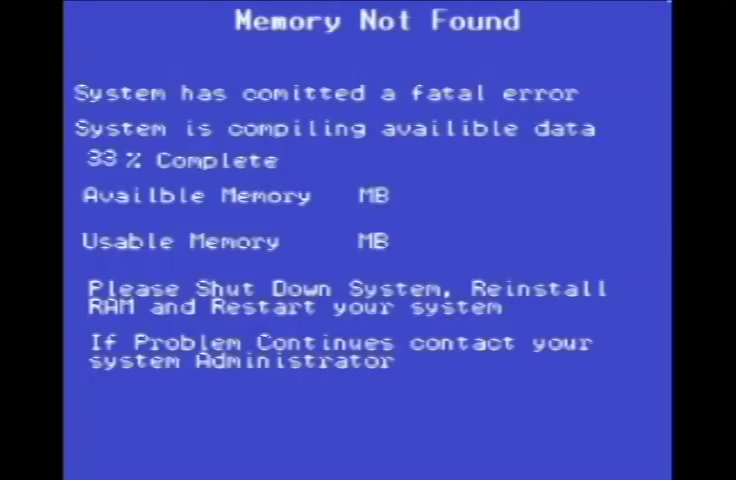 Memory Not Found
System has comitted a fatal error
System is compiling availible data
33 % Complete
Availble Memory MB
Usable Memory MB
Please Shut Down System, Reinstall
RAM and Restart your system
If Problem Continues contact your
system Administrator